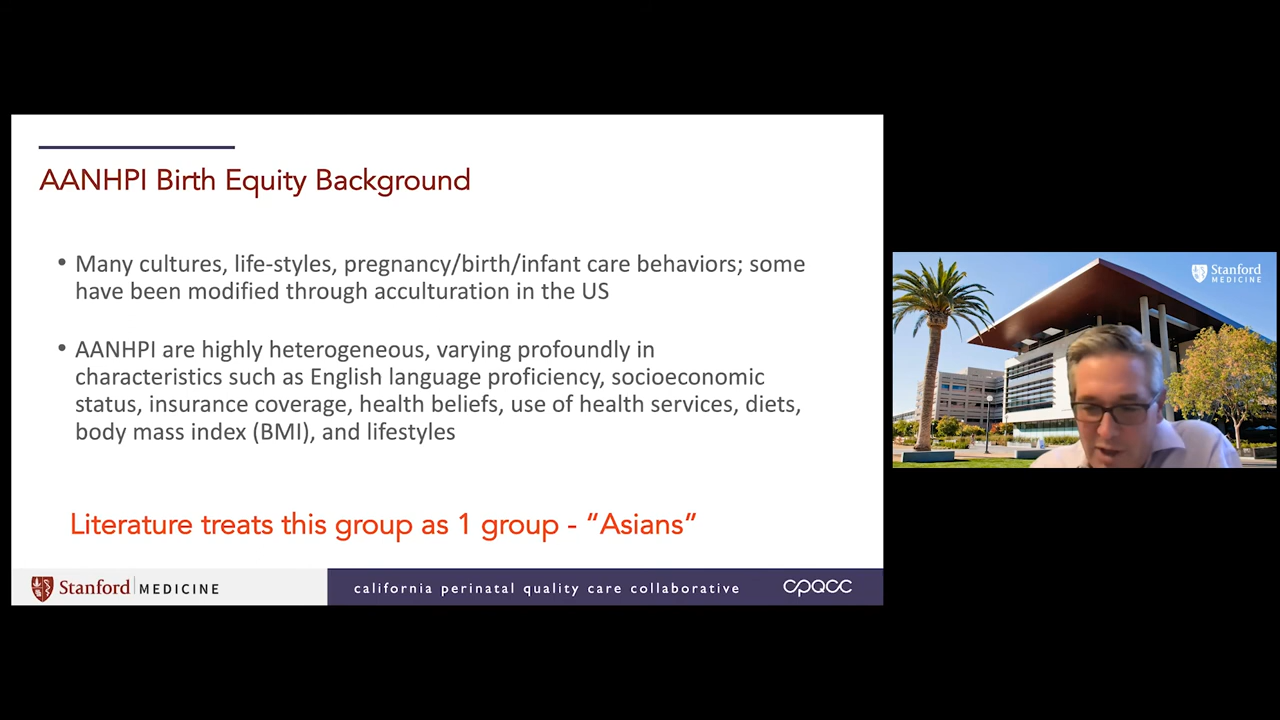 AANHPI Birth Equity Background
• Many cultures, life-styles, pregnancy/birth/infant care behaviors; some
have been modified through acculturation in the US
• AANHPI are highly heterogeneous, varying profoundly in
characteristics such as English language proficiency, socioeconomic
status, insurance coverage, health beliefs, use of health services, diets,
body mass index (BMI), and lifestyles
Literature treats this group as 1 group - “Asians”
Stanford MEDICINE
california perinatal quality care collaborative
cpqcc
Stanford
MEDICINE